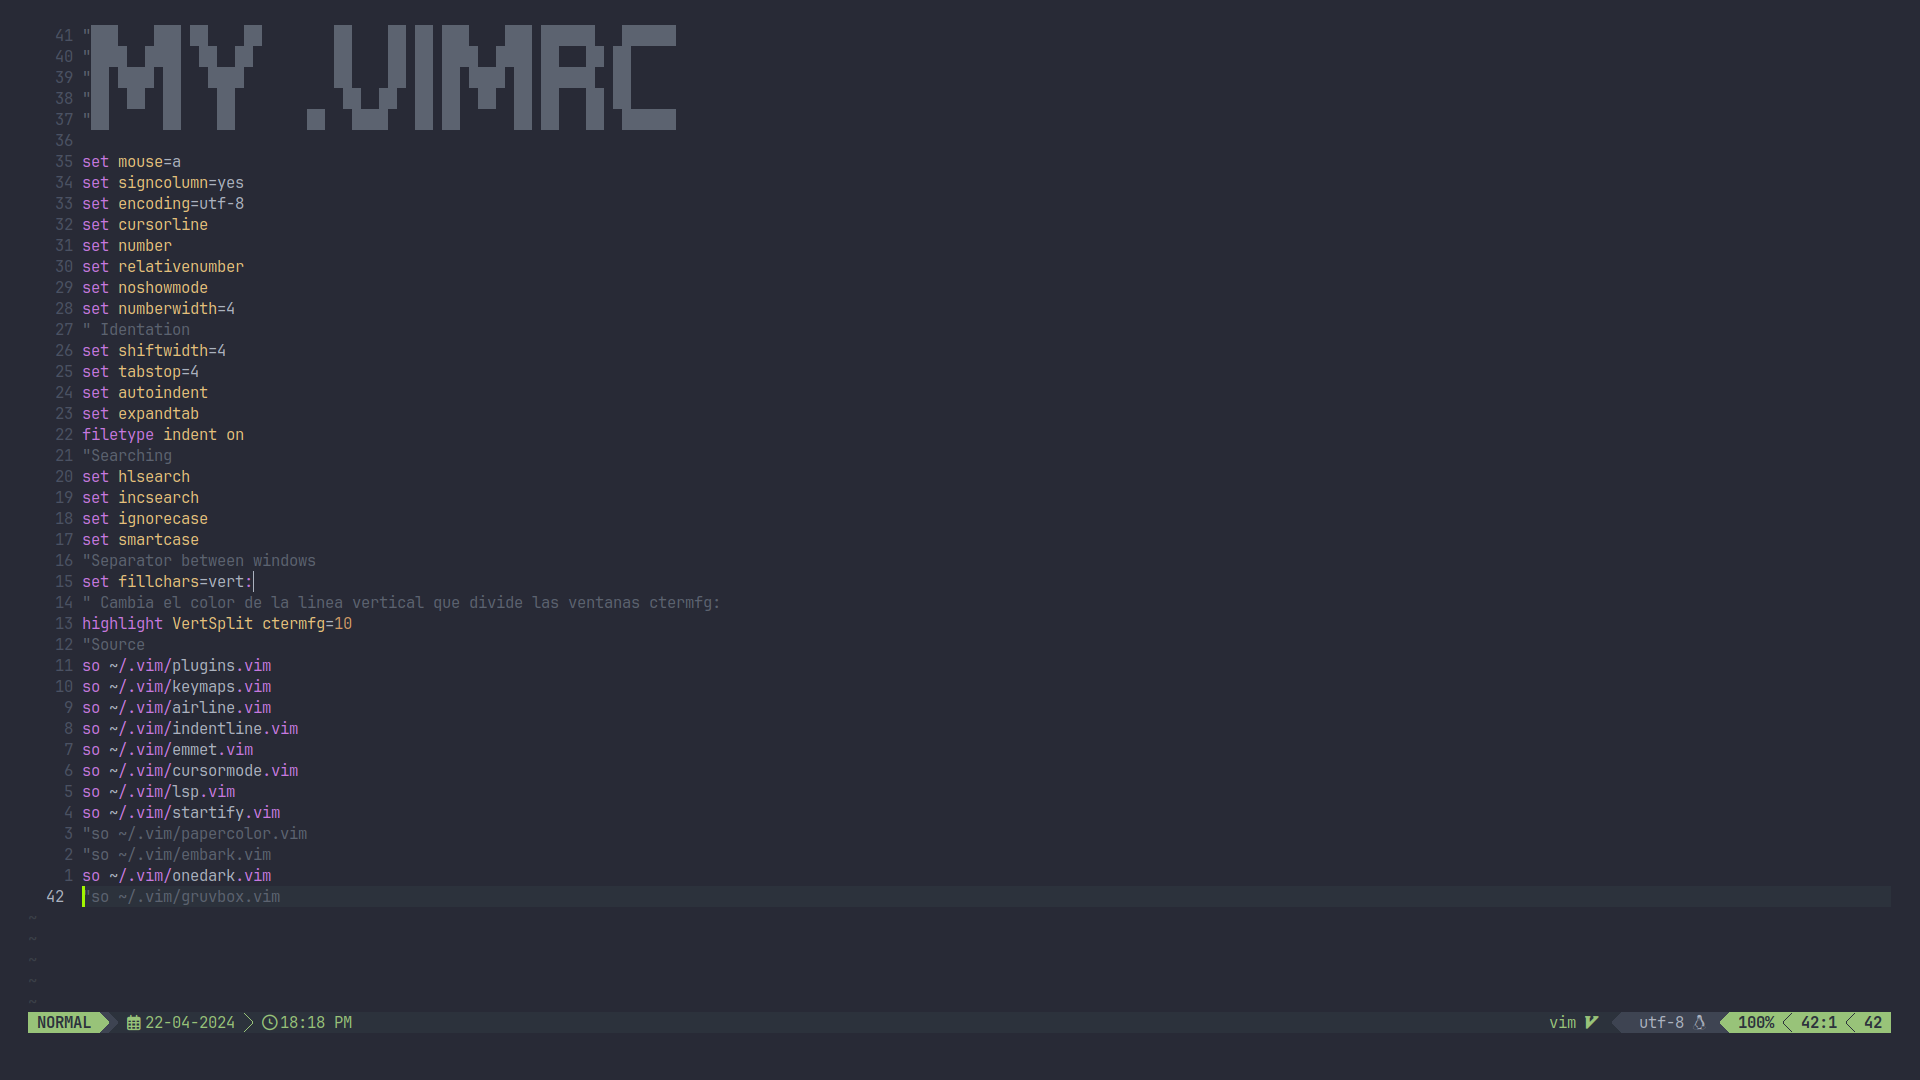 41 "MY .VIMRC
40 "
39 "
38 "
37 "
36
35 set mouse=a
34 set signcolumn=yes
33 set encoding=utf-8
32 set cursorline
31 set number
30 set relativenumber
29 set noshowmode
28 set numberwidth=4
27 " Identation
26 set shiftwidth=4
25 set tabstop=4
24 set autoindent
23 set expandtab
22 filetype indent on
21 "Searching
20 set hlsearch
19 set incsearch
18 set ignorecase
17 set smartcase
16 "Separator between windows
15 set fillchars=vert:│
14 " Cambia el color de la linea vertical que divide las ventanas ctermfg:
13 highlight VertSplit ctermfg=10
12 "Source
11 so ~/.vim/plugins.vim
10 so ~/.vim/keymaps.vim
9 so ~/.vim/airline.vim
8 so ~/.vim/indentline.vim
7 so ~/.vim/emmet.vim
6 so ~/.vim/cursormode.vim
5 so ~/.vim/lsp.vim
4 so ~/.vim/startify.vim
3 "so ~/.vim/papercolor.vim
2 "so ~/.vim/embark.vim
1 so ~/.vim/onedark.vim
42 "so ~/.vim/gruvbox.vim
~
~
~
~
~
NORMAL 22-04-2024 18:18 PM vim utf-8 100% 42:1 42